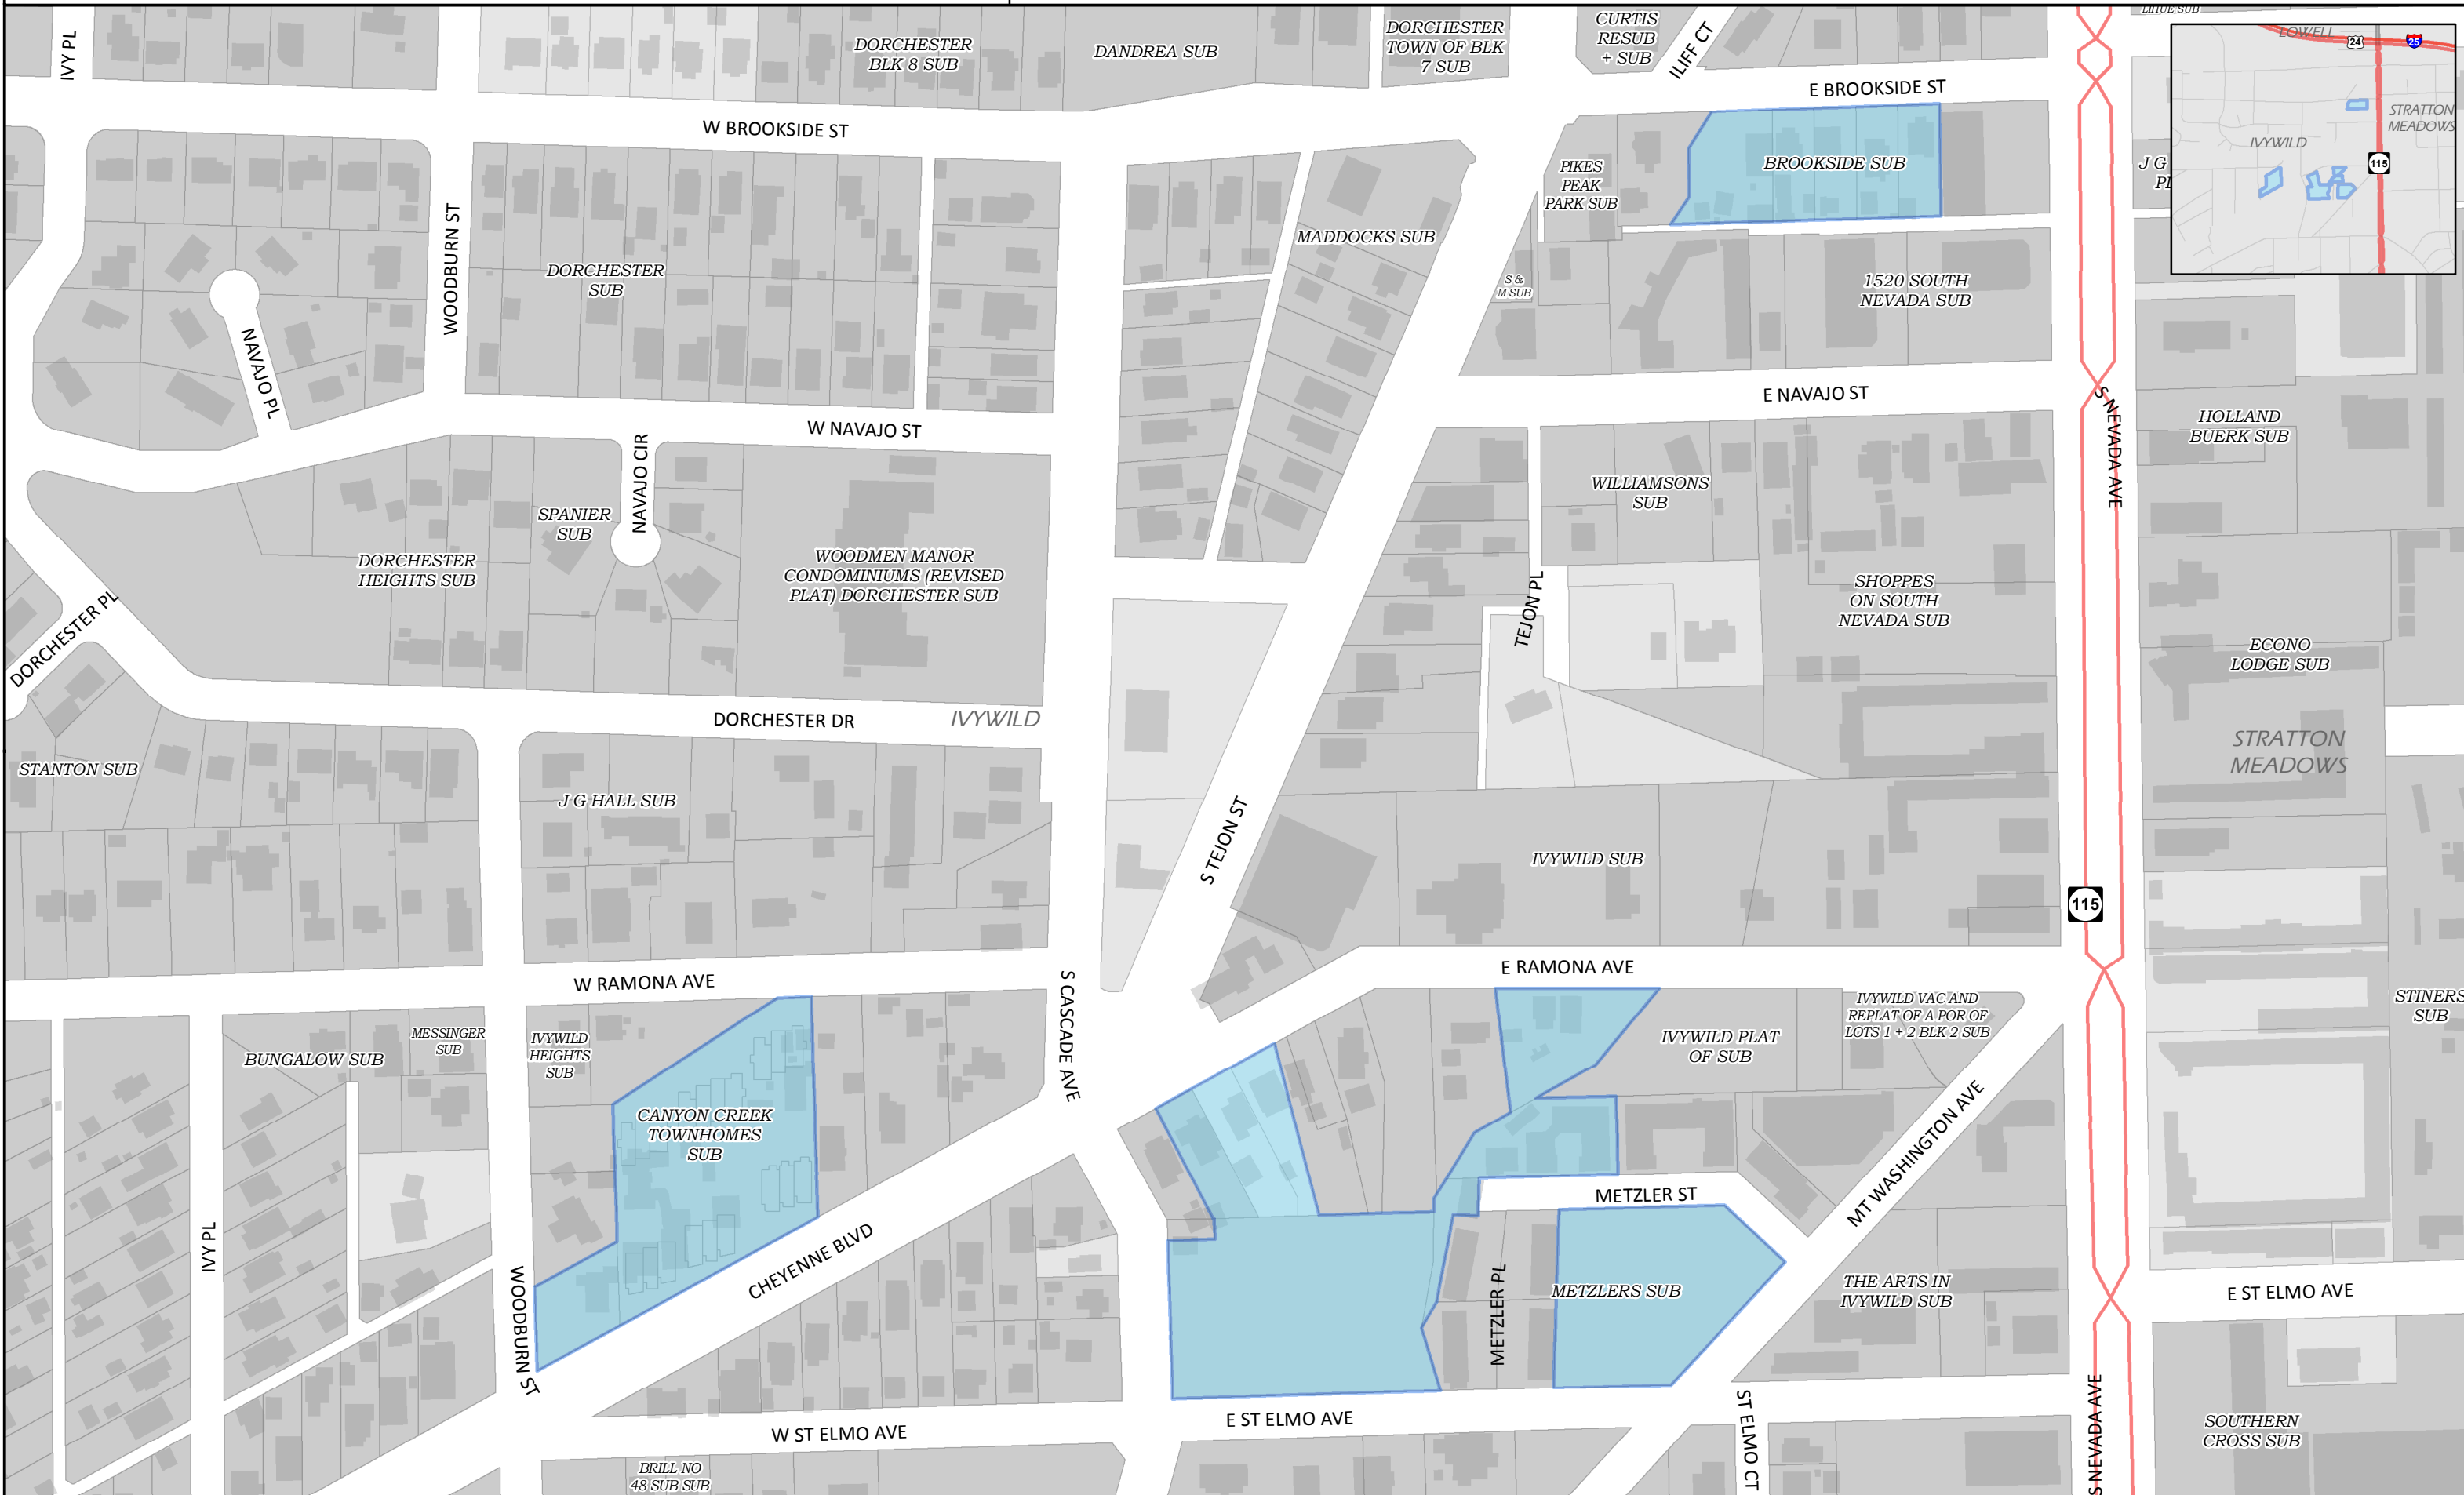 IVY PL
DORCHESTER
BLK 8 SUB
DANDREA SUB
DORCHESTER
TOWN OF BLK
7 SUB
CURTIS
RESUB
+ SUB
ILIFF CT
LIHUE SUB
LOWELL
24
25
STRATTON
MEADOWS
IVYWILD
115
E BROOKSIDE ST
W BROOKSIDE ST
BROOKSIDE SUB
PIKES
PEAK
PARK SUB
J G
WOODBURN ST
DORCHESTER
SUB
MADDOCKS SUB
S &
M SUB
1520 SOUTH
NEVADA SUB
NAVAJO PL
E NAVAJO ST
S NEVADA AVE
W NAVAJO ST
HOLLAND
BUERK SUB
NAVAJO CIR
SPANIER
SUB
WILLIAMSONS
SUB
DORCHESTER
HEIGHTS SUB
WOODMEN MANOR
CONDOMINIUMS (REVISED
PLAT) DORCHESTER SUB
TEJON PL
SHOPPES
ON SOUTH
NEVADA SUB
DORCHESTER PL
ECONO
LODGE SUB
DORCHESTER DR
IVYWILD
STRATTON
MEADOWS
STANTON SUB
J G HALL SUB
S TEJON ST
IVYWILD SUB
115
W RAMONA AVE
S CASCADE AVE
E RAMONA AVE
STINERS
SUB
BUNGALOW SUB
MESSINGER
SUB
IVYWILD
HEIGHTS
SUB
IVYWILD PLAT
OF SUB
IVYWILD VAC AND
REPLAT OF A POR OF
LOTS 1 + 2 BLK 2 SUB
CANYON CREEK
TOWNHOMES
SUB
MT WASHINGTON AVE
METZLER ST
IVY PL
WOODBURN ST
CHEYENNE BLVD
METZLER PL
METZLERS SUB
THE ARTS IN
IVYWILD SUB
E ST ELMO AVE
W ST ELMO AVE
E ST ELMO AVE
ST ELMO CT
S NEVADA AVE
SOUTHERN
CROSS SUB
BRILL NO
48 SUB SUB